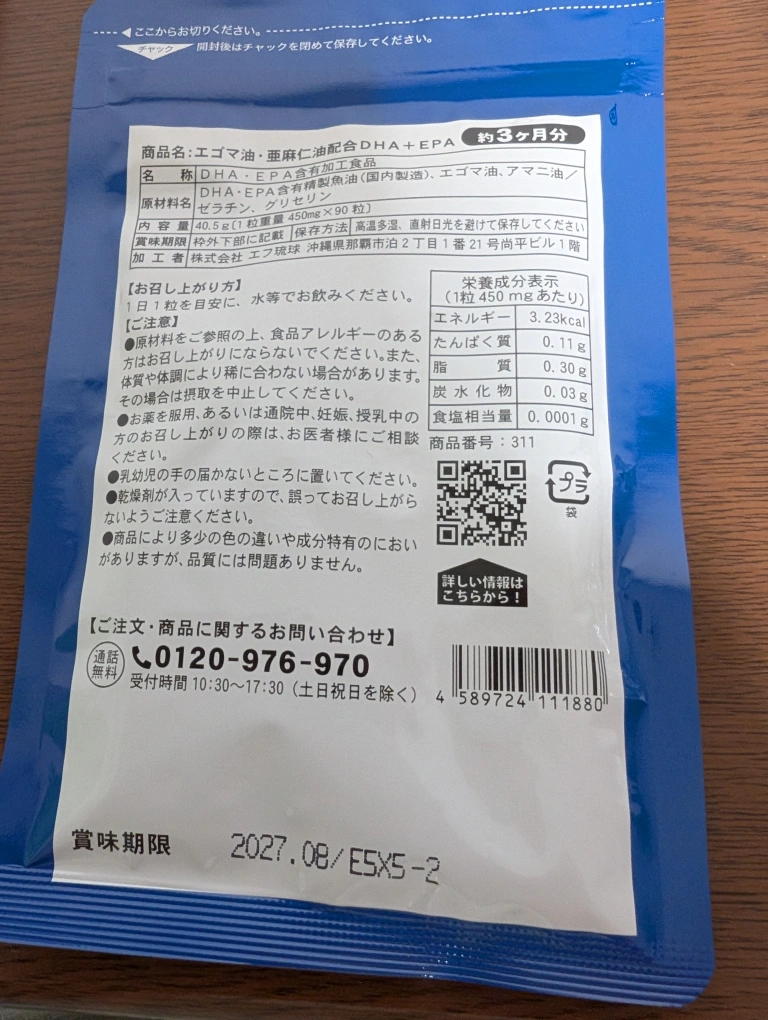 ここからお切りください。
チャック 開封後はチャックを閉めて保存してください。
商品名:エゴマ油・亜麻仁油配合DHA+EPA 約3ヶ月分
名 称 DHA・EPA含有加工食品
原材料名 DHA・EPA含有精製魚油(国内製造)、エゴマ油、アマニ油/
ゼラチン、グリセリン
内容量 40.5g〔1粒重量 450mg×90粒〕
賞味期限 枠外下部に記載 保存方法 高温多湿、直射日光を避けて保存してください
加工者 株式会社 エフ琉球 沖縄県那覇市泊2丁目1番21号尚平ビル1階
【お召し上がり方】
1日1粒を目安に、水等でお飲みください。
【ご注意】
●原材料をご参照の上、食品アレルギーのある
方はお召し上がりにならないでください。また、
体質や体調により稀に合わない場合があります。
その場合は摂取を中止してください。
●お薬を服用、あるいは通院中、妊娠、授乳中の
方のお召し上がりの際は、お医者様にご相談
ください。
●乳幼児の手の届かないところに置いてください。
●乾燥剤が入っていますので、誤ってお召し上がら
ないようご注意ください。
●商品により多少の色の違いや成分特有のにおい
がありますが、品質には問題ありません。
栄養成分表示
(1粒 450 mgあたり)
エネルギー 3.23kcal
たんぱく質 0.11g
脂 質 0.30g
炭水化物 0.03g
食塩相当量 0.0001g
商品番号:311
プラ
袋
詳しい情報は
こちらから!
【ご注文・商品に関するお問い合わせ】
通話
無料
0120-976-970
受付時間 10:30~17:30(土日祝日を除く)
4 589724 111880
賞味期限 2027.08/E5X5-2